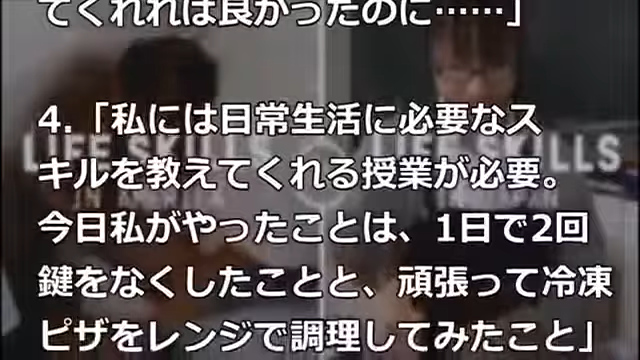 てくれれば良かったのに……」
4.「私には日常生活に必要なス
LIFE SKILLS LIFE SKILLS
キルを教えてくれる授業が必要。
今日私がやったことは、1日で2回
鍵をなくしたことと、頑張って冷凍
ピザをレンジで調理してみたこと」